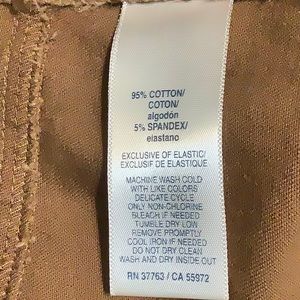 95% COTTON/
COTON/
algodón
5% SPANDEX/
elastano
EXCLUSIVE OF ELASTIC/
EXCLUSIF DE ELASTIQUE
MACHINE WASH COLD
WITH LIKE COLORS
DELICATE CYCLE
ONLY NON-CHLORINE
BLEACH IF NEEDED
TUMBLE DRY LOW
REMOVE PROMPTLY
COOL IRON IF NEEDED
DO NOT DRY CLEAN
WASH AND DRY INSIDE OUT
RN 37763 / CA 55972